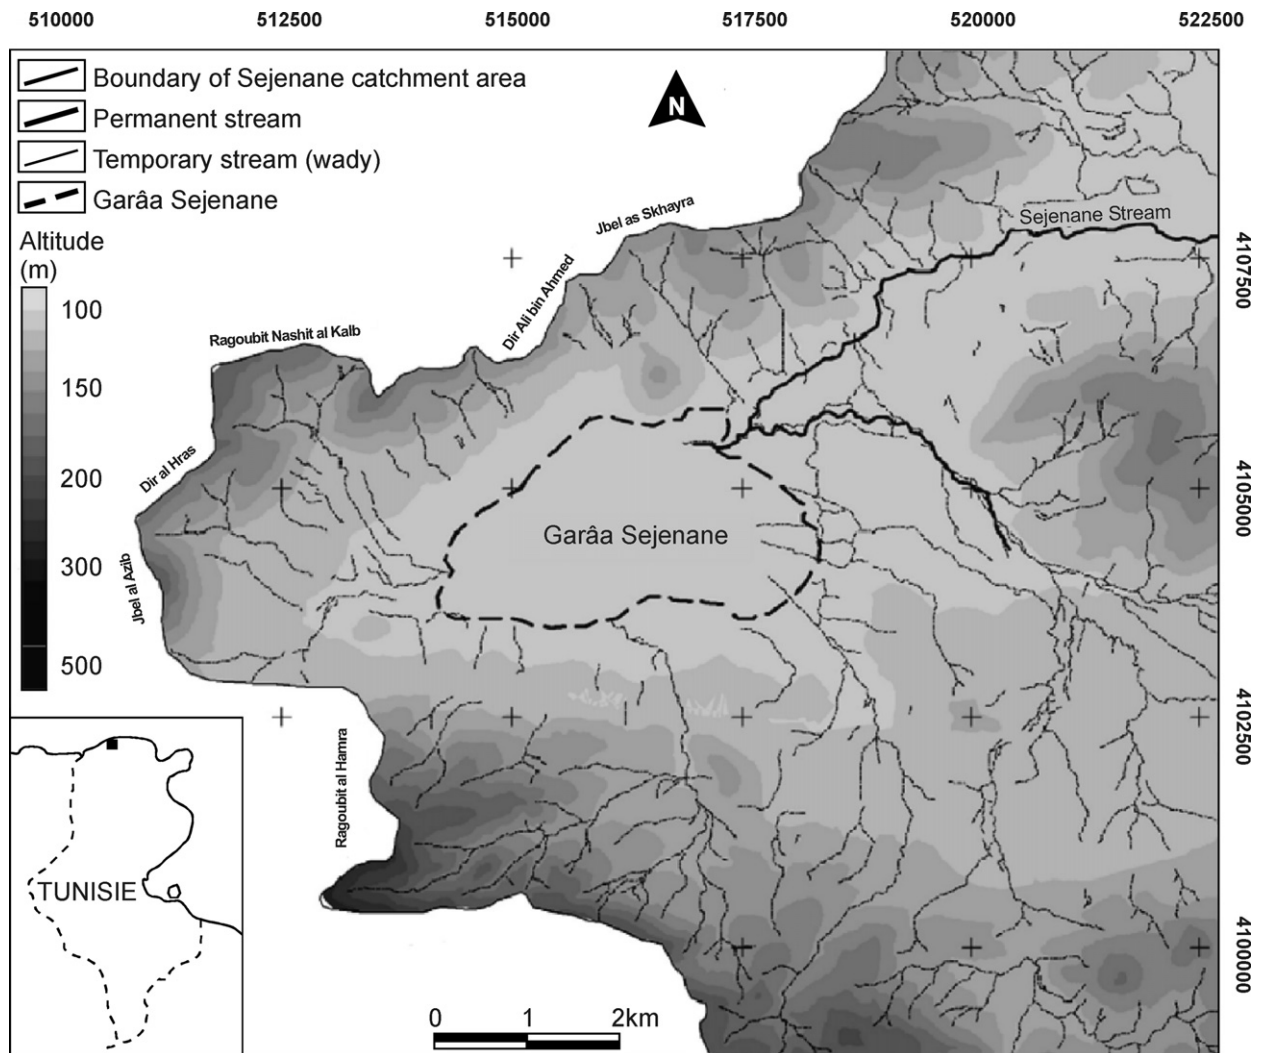 510000 512500 515000 517500 520000 522500
Boundary of Sejenane catchment area
Permanent stream
Temporary stream (wady)
Garâa Sejenane
Altitude
(m)
100
150
200
300
500
N
Jbel as Skhayra
Sejenane Stream
Dir Ali bin Ahmed
Ragoubit Nashit al Kalb
Dir al Hras
Jbel al Azib
Garâa Sejenane
Ragoubit al Hamra
4107500
4105000
4102500
4100000
TUNISIE
0 1 2km